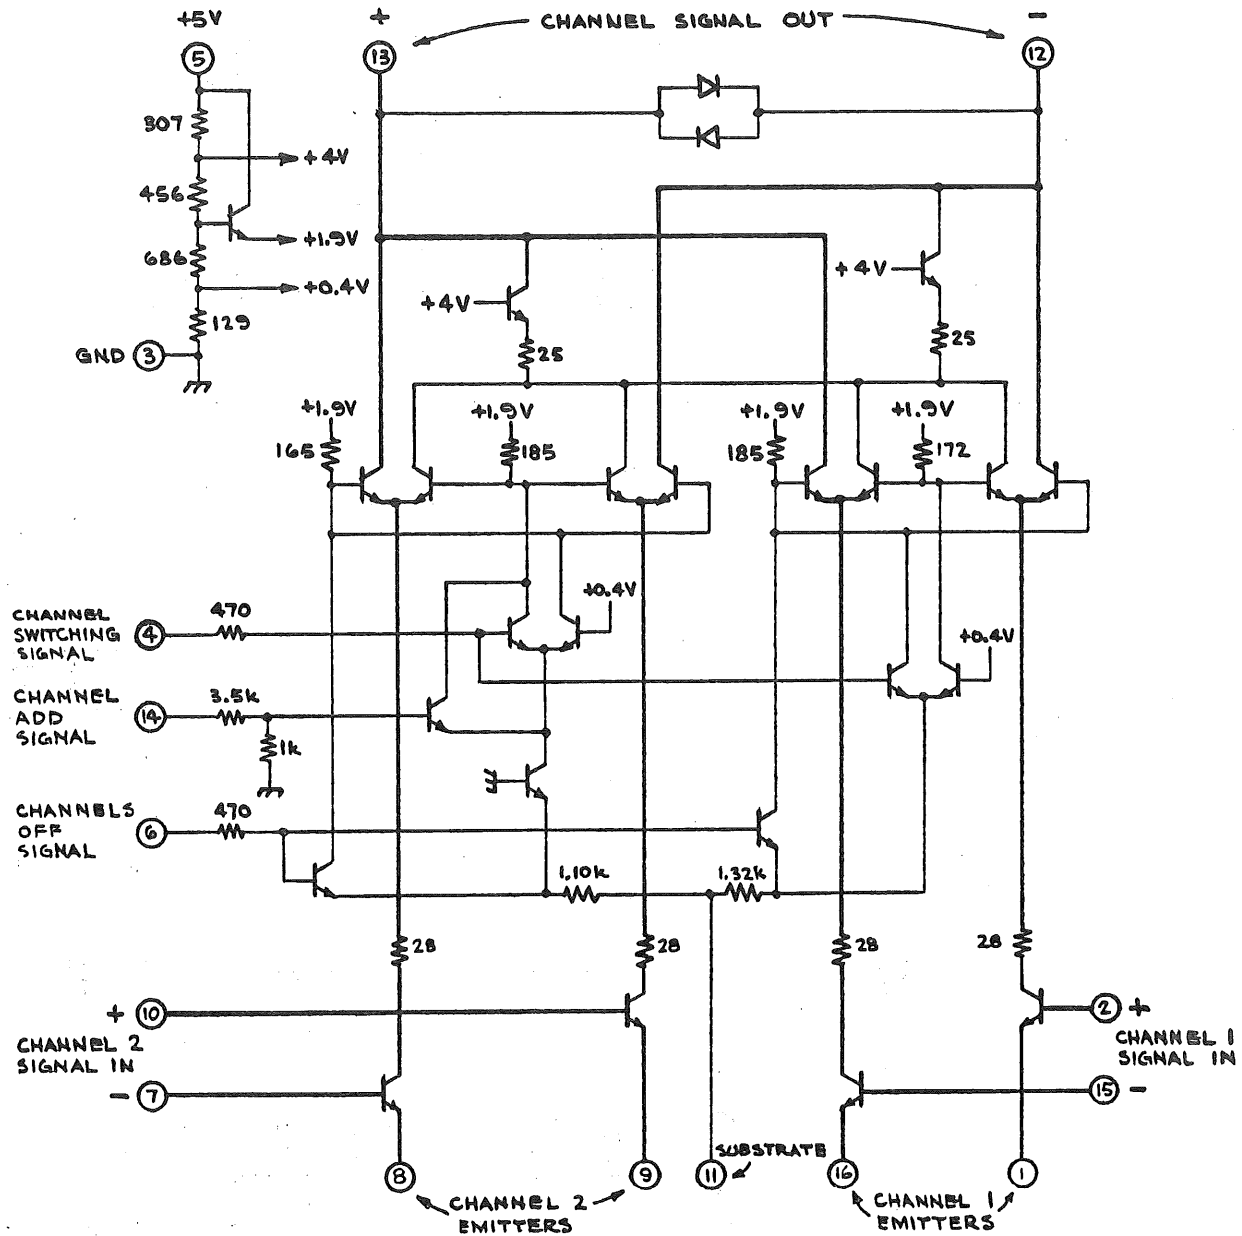 +5V
+ CHANNEL SIGNAL OUT -
5
13
12
307
+4V
456
+1.9V
686
+0.4V
129
GND 3
+4V
+4V
25
25
+1.9V
+1.9V
+1.9V
+1.9V
165
185
185
172
+0.4V
CHANNEL
SWITCHING
SIGNAL
4
470
+0.4V
CHANNEL
ADD
SIGNAL
14
3.5k
1k
CHANNELS
OFF
SIGNAL
6
470
1.10k
1.32k
28
28
28
28
+ 10
2 +
CHANNEL 2
SIGNAL IN
CHANNEL 1
SIGNAL IN
- 7
15 -
SUBSTRATE
8
9
11
16
1
CHANNEL 2
EMITTERS
CHANNEL 1
EMITTERS